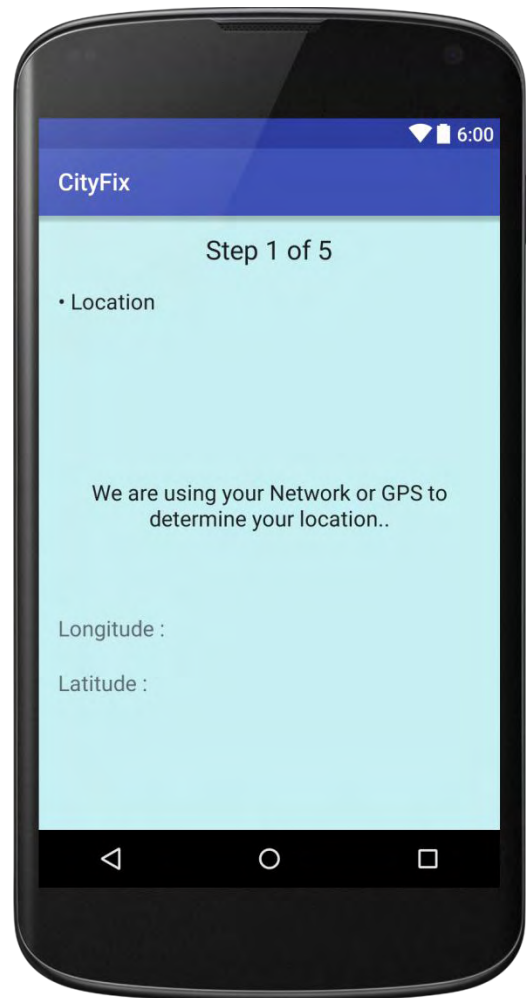 6:00
CityFix
Step 1 of 5
• Location
We are using your Network or GPS to
determine your location..
Longitude :
Latitude :